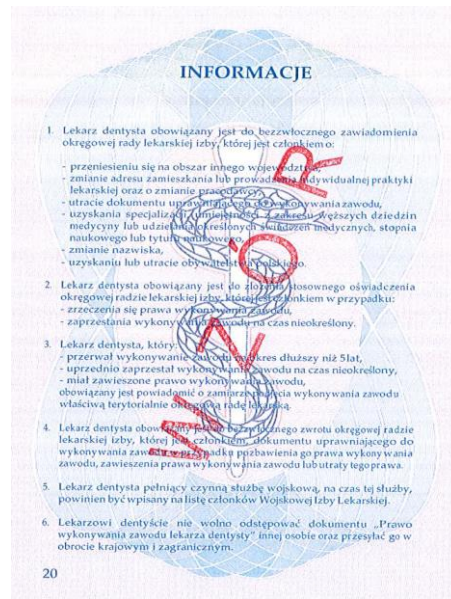 INFORMACJE
1. Lekarz dentysta obowiązany jest do bezzwłocznego zawiadomienia
okręgowej rady lekarskiej izby, której jest członkiem o:
- przeniesieniu się na obszar innego województwa,
- zmianie adresu zamieszkania lub prowadzenia indywidualnej praktyki
lekarskiej oraz o zmianie pracodawcy,
- utracie dokumentu uprawniającego do wykonywania zawodu,
- uzyskania specjalizacji, umiejętności z zakresu węższych dziedzin
medycyny lub udzielania określonych świadczeń medycznych, stopnia
naukowego lub tytułu naukowego,
- zmianie nazwiska,
- uzyskaniu lub utracie obywatelstwa polskiego.
2. Lekarz dentysta obowiązany jest do złożenia stosownego oświadczenia
okręgowej radzie lekarskiej izby, której jest członkiem w przypadku:
- zrzeczenia się prawa wykonywania zawodu,
- zaprzestania wykonywania zawodu na czas nieokreślony.
3. Lekarz dentysta, który:
- przerwał wykonywanie zawodu na okres dłuższy niż 5 lat,
- uprzednio zaprzestał wykonywania zawodu na czas nieokreślony,
- miał zawieszone prawo wykonywania zawodu,
obowiązany jest powiadomić o zamiarze podjęcia wykonywania zawodu
właściwą terytorialnie okręgową radę lekarską.
4. Lekarz dentysta obowiązany jest do bezzwłocznego zwrotu okręgowej radzie
lekarskiej izby, której jest członkiem, dokumentu uprawniającego do
wykonywania zawodu w przypadku pozbawienia go prawa wykonywania
zawodu, zawieszenia prawa wykonywania zawodu lub utraty tego prawa.
5. Lekarz dentysta pełniący czynną służbę wojskową, na czas tej służby,
powinien być wpisany na listę członków Wojskowej Izby Lekarskiej.
6. Lekarzowi dentyście nie wolno odstępować dokumentu „Prawo
wykonywania zawodu lekarza dentysty" innej osobie oraz przesyłać go w
obrocie krajowym i zagranicznym.
20
WZÓR